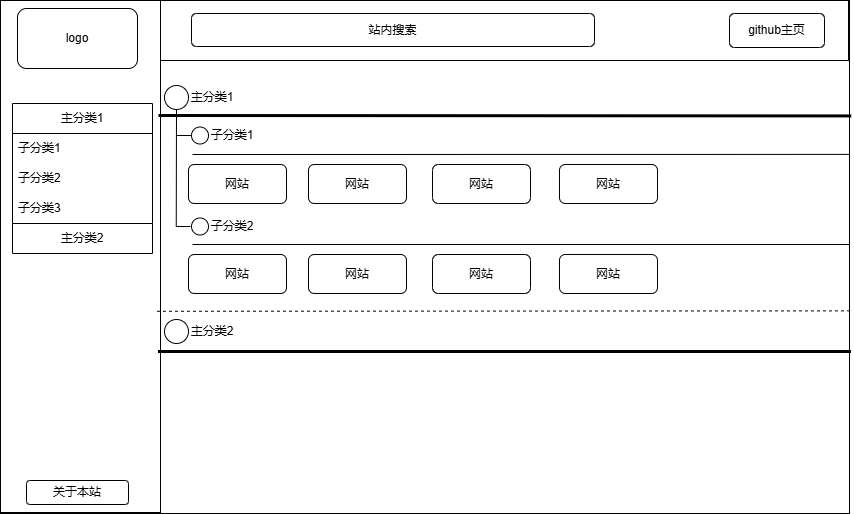 logo
站内搜索
github主页
主分类1
子分类1
子分类2
子分类3
主分类2
关于本站
主分类1
子分类1
网站
网站
网站
网站
子分类2
网站
网站
网站
网站
主分类2